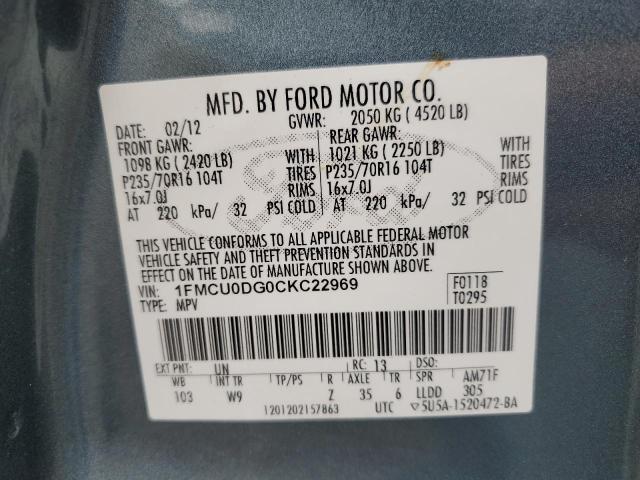 MFD. BY FORD MOTOR CO.
DATE: 02/12 GVWR: 2050 KG ( 4520 LB)
FRONT GAWR: REAR GAWR:
1098 KG ( 2420 LB) WITH 1021 KG ( 2250 LB) WITH
P235/70R16 104T TIRES P235/70R16 104T TIRES
16x7.0J RIMS 16x7.0J RIMS
AT 220 kPa/ 32 PSI COLD AT 220 kPa/ 32 PSI COLD
THIS VEHICLE CONFORMS TO ALL APPLICABLE FEDERAL MOTOR
VEHICLE SAFETY AND THEFT PREVENTION STANDARDS IN
EFFECT ON THE DATE OF MANUFACTURE SHOWN ABOVE.
VIN: 1FMCU0DG0CKC22969 F0118
TYPE: MPV T0295
EXT PNT: UN RC: 13 DSO:
WB INT TR TP/PS R AXLE TR SPR AM71F
103 W9 Z 35 6 LLDD 305
1201202157863 UTC ▽5U5A-1520472-BA